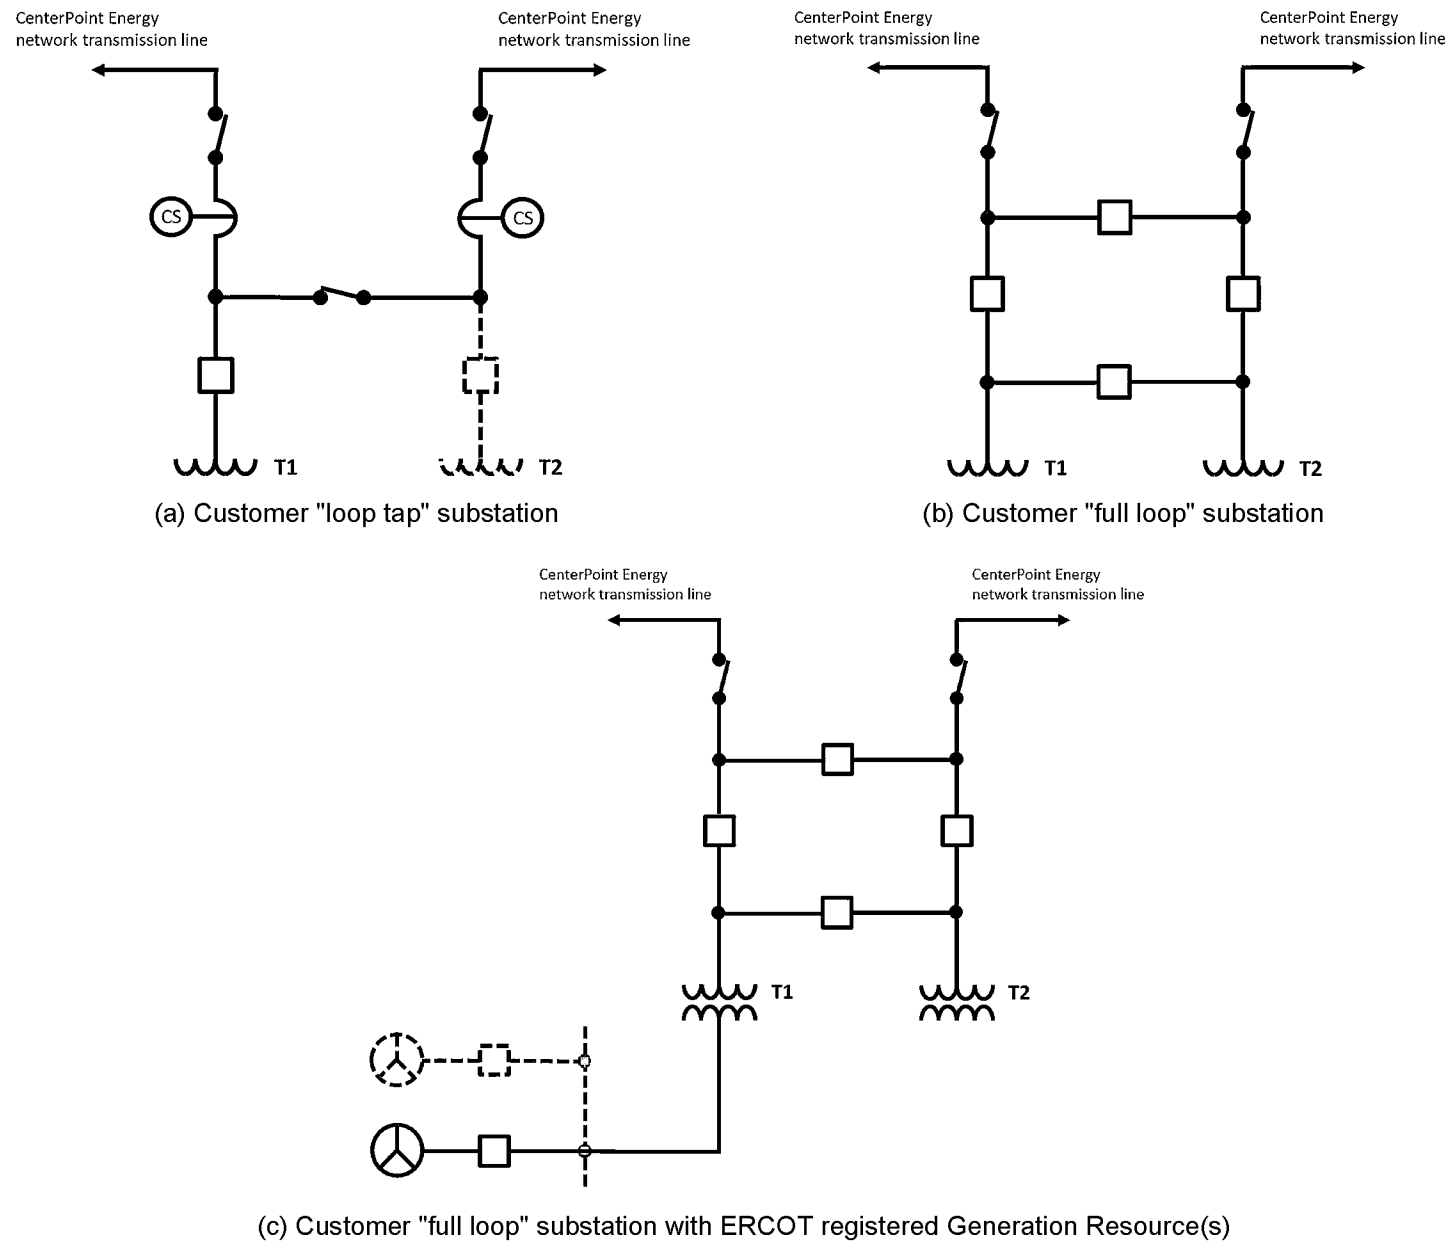 CenterPoint Energy
network transmission line
CenterPoint Energy
network transmission line
CS
CS
T1
T2
(a) Customer "loop tap" substation
CenterPoint Energy
network transmission line
CenterPoint Energy
network transmission line
T1
T2
(b) Customer "full loop" substation
CenterPoint Energy
network transmission line
CenterPoint Energy
network transmission line
T1
T2
(c) Customer "full loop" substation with ERCOT registered Generation Resource(s)